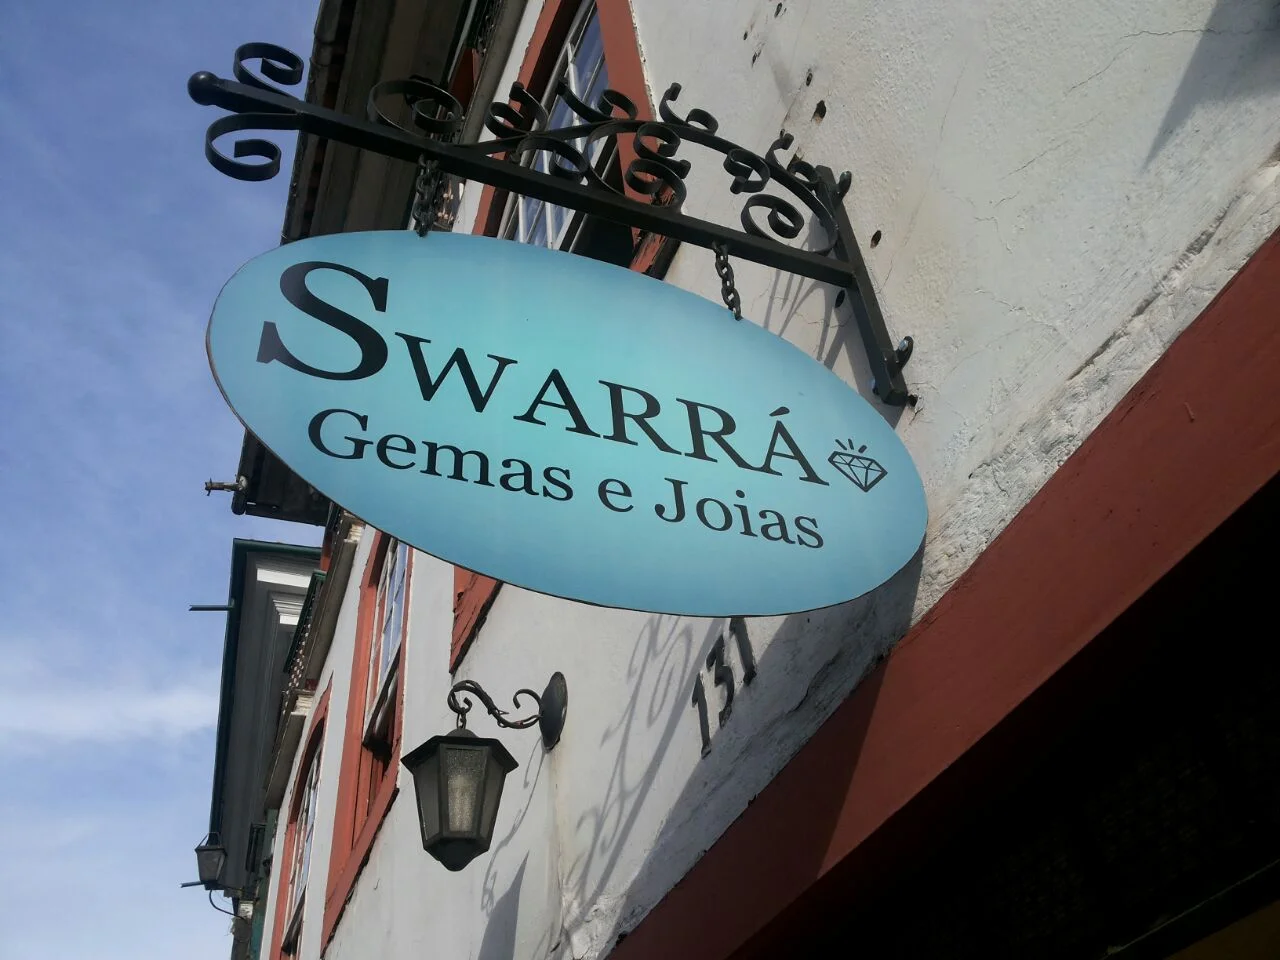 SWARRÁ
Gemas e Joias
131